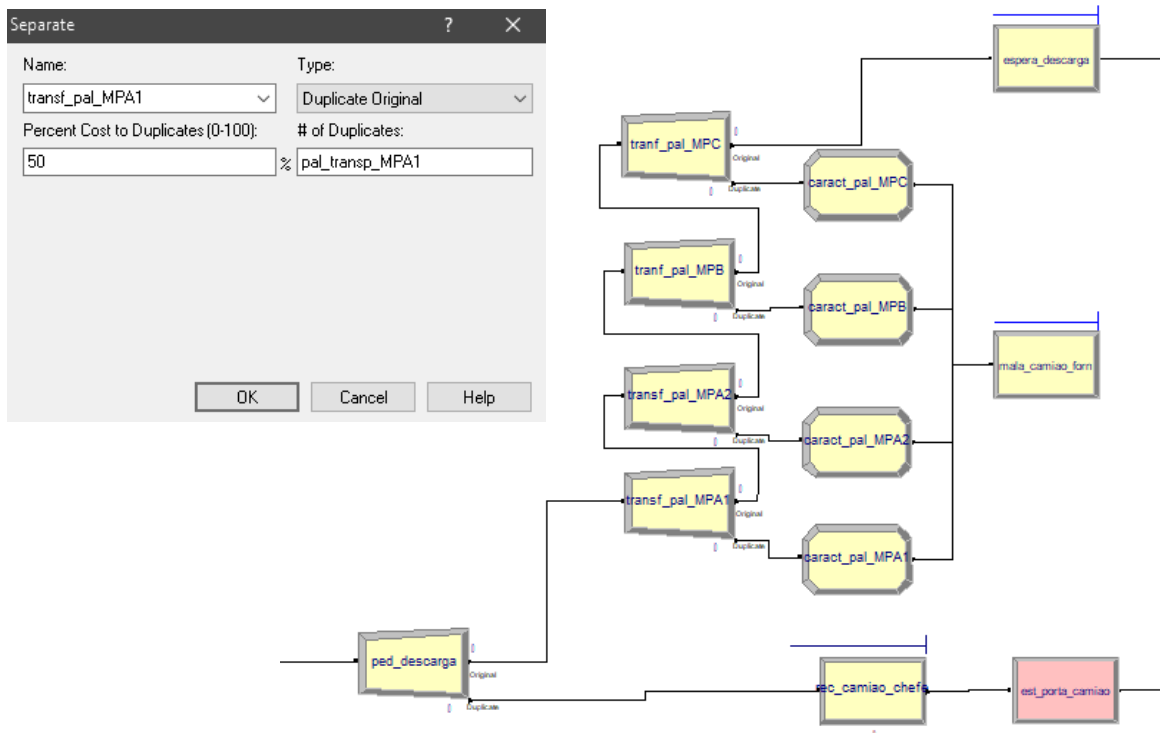 Separate ? ×
Name: Type:
transf_pal_MPA1 Duplicate Original
Percent Cost to Duplicates (0-100): # of Duplicates:
50 % pal_transp_MPA1
OK Cancel Help
espera_descarga
tranf_pal_MPC
Original
Duplicate
caract_pal_MPC
tranf_pal_MPB
Original
Duplicate
caract_pal_MPB
mala_camiao_forn
transf_pal_MPA2
Original
Duplicate
caract_pal_MPA2
transf_pal_MPA1
Original
Duplicate
caract_pal_MPA1
ped_descarga
Original
Duplicate
rec_camiao_chefe
est_porta_camiao